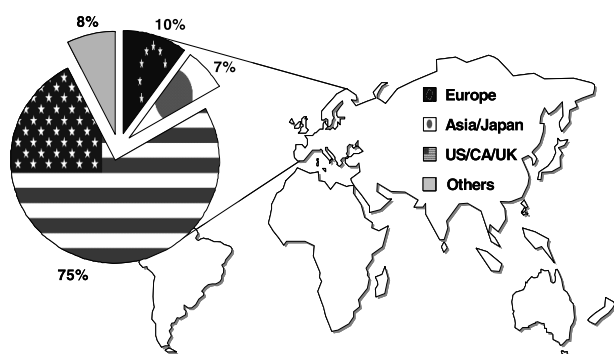 8%
10%
7%
Europe
Asia/Japan
US/CA/UK
Others
75%